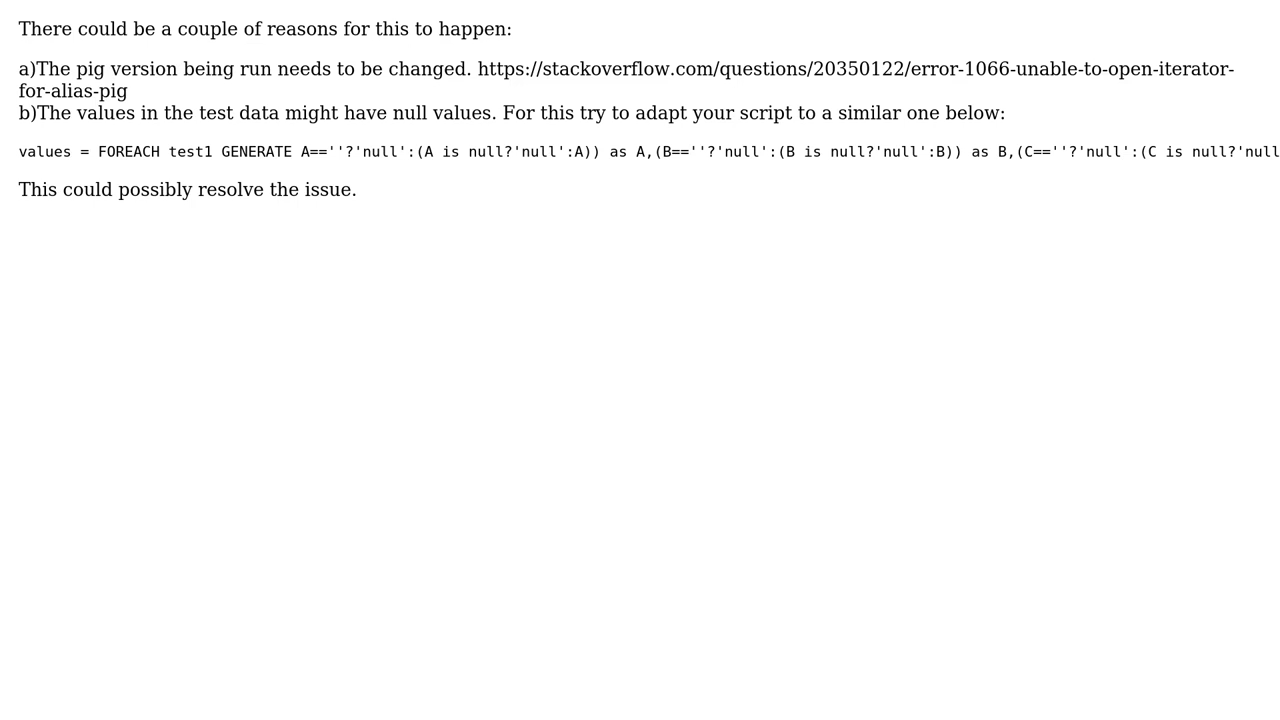 There could be a couple of reasons for this to happen:
a)The pig version being run needs to be changed. https://stackoverflow.com/questions/20350122/error-1066-unable-to-open-iterator-
for-alias-pig
b)The values in the test data might have null values. For this try to adapt your script to a similar one below:
values = FOREACH test1 GENERATE A==''?'null':(A is null?'null':A)) as A,(B==''?'null':(B is null?'null':B)) as B,(C==''?'null':(C is null?'null
This could possibly resolve the issue.